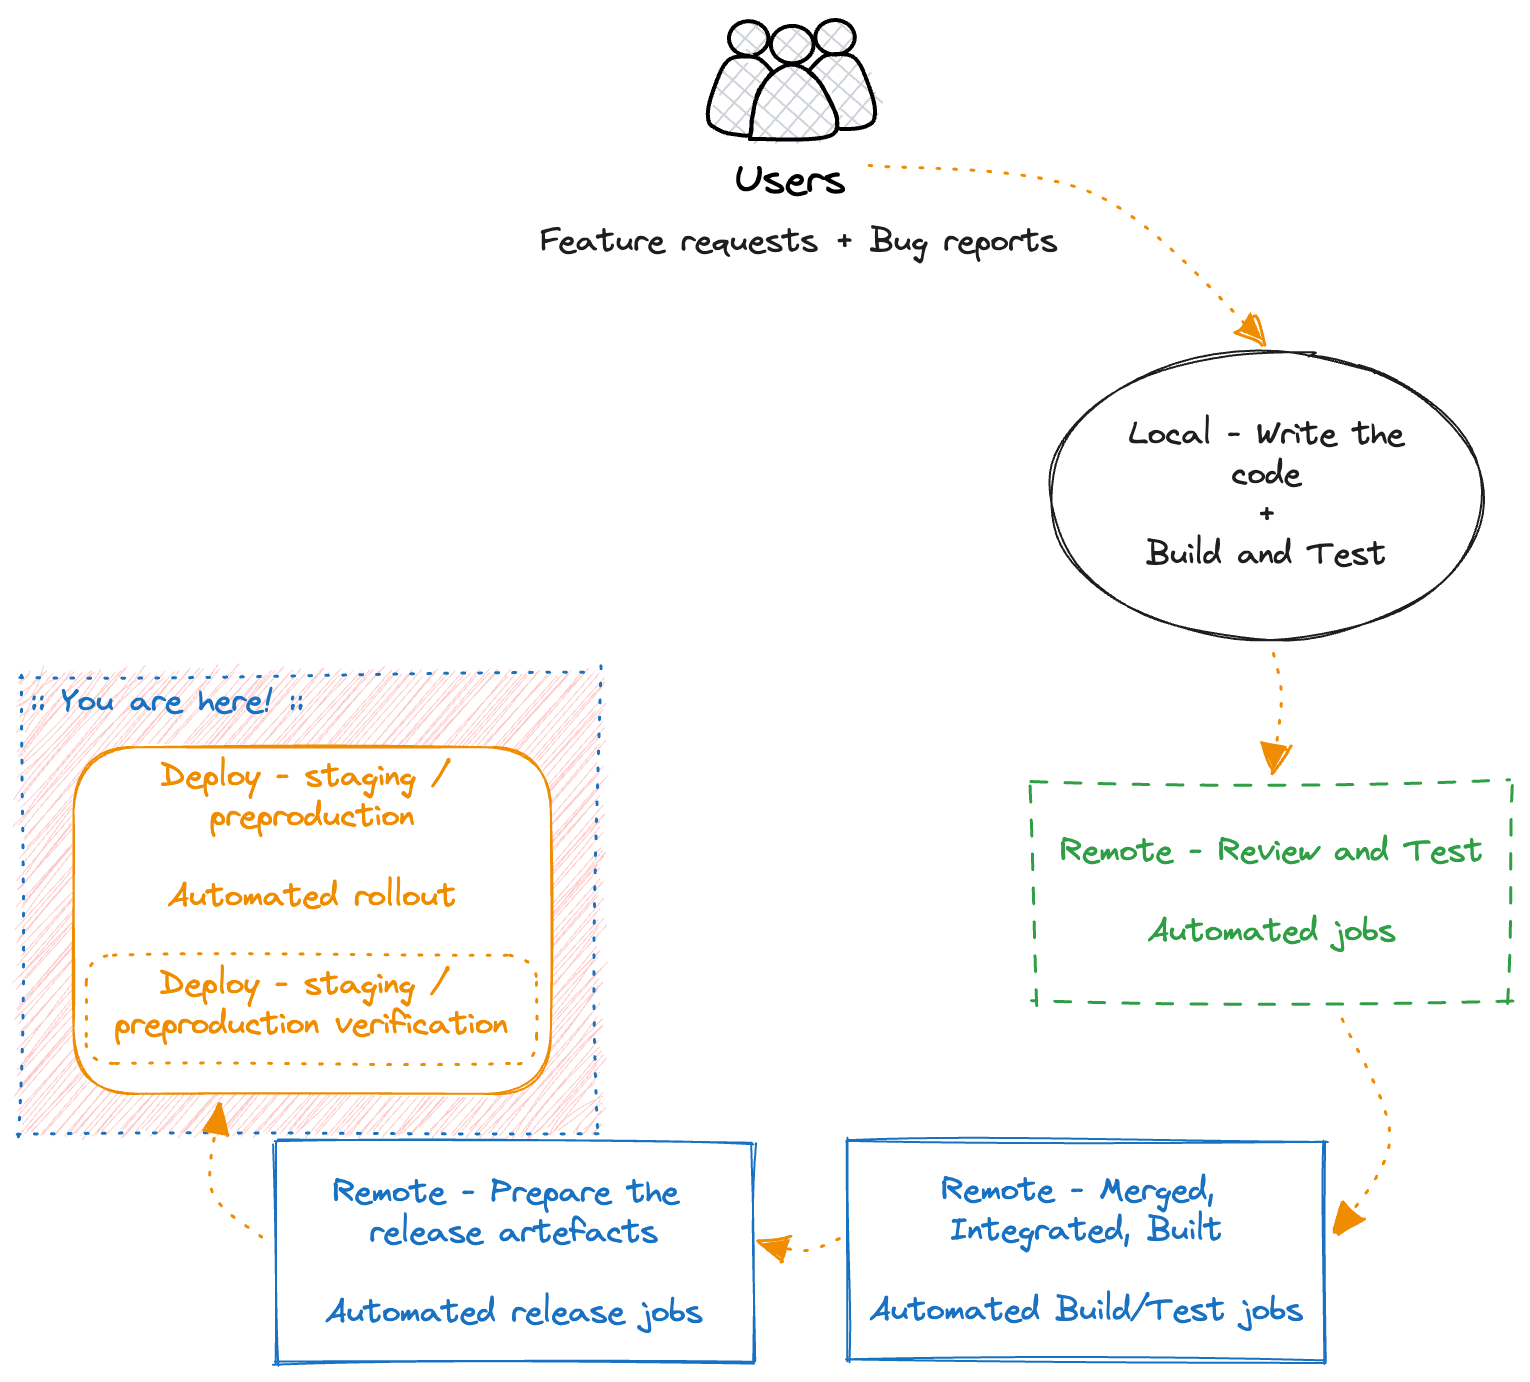 Users
Feature requests + Bug reports
Local - Write the
code
+
Build and Test
:: You are here! ::
Deploy - staging /
preproduction
Automated rollout
Deploy - staging /
preproduction verification
Remote - Review and Test
Automated jobs
Remote - Prepare the
release artefacts
Automated release jobs
Remote - Merged,
Integrated, Built
Automated Build/Test jobs